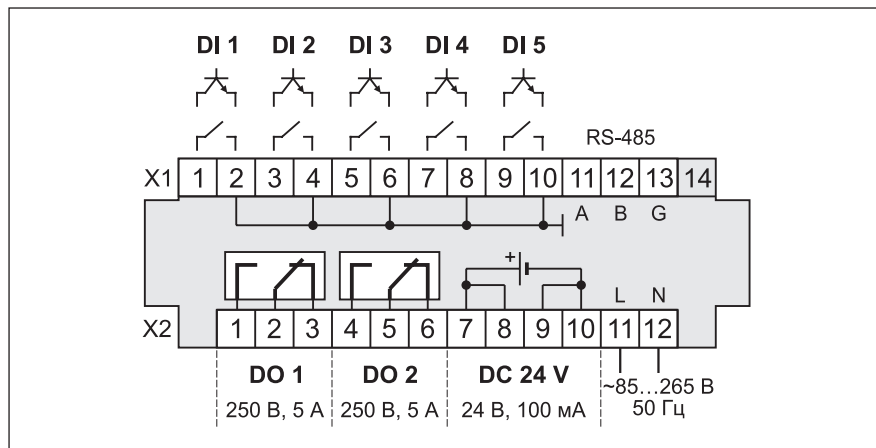 DI 1 DI 2 DI 3 DI 4 DI 5
RS-485
X1 1 2 3 4 5 6 7 8 9 10 11 12 13 14
A B G
+
L N
X2 1 2 3 4 5 6 7 8 9 10 11 12
DO 1 DO 2 DC 24 V
~85...265 В
250 В, 5 А 250 В, 5 А 24 В, 100 мА 50 Гц